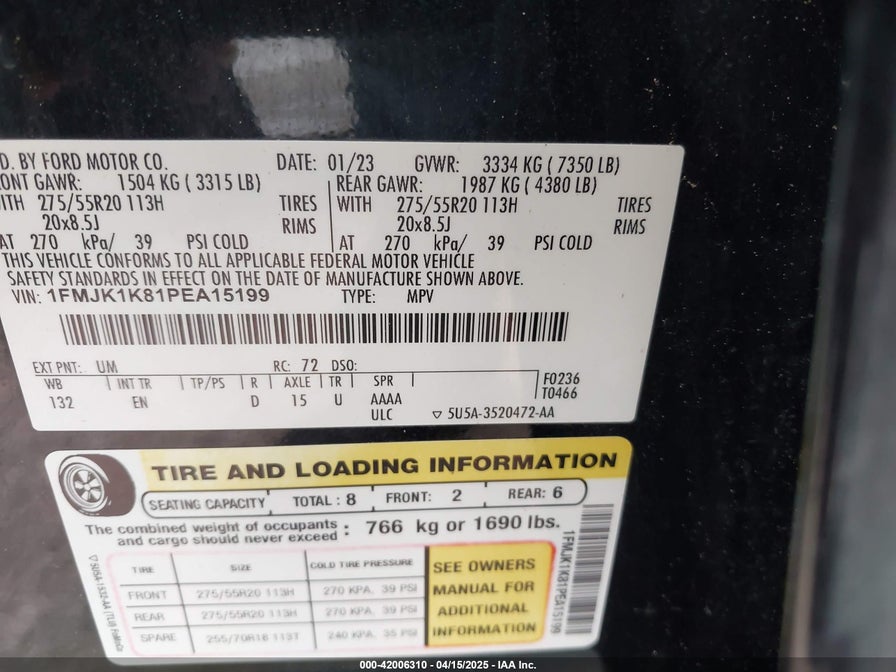 D. BY FORD MOTOR CO. DATE: 01/23 GVWR: 3334 KG ( 7350 LB)
ONT GAWR: 1504 KG ( 3315 LB) REAR GAWR: 1987 KG ( 4380 LB)
WITH 275/55R20 113H TIRES WITH 275/55R20 113H TIRES
20x8.5J RIMS 20x8.5J RIMS
AT 270 kPa/ 39 PSI COLD AT 270 kPa/ 39 PSI COLD
THIS VEHICLE CONFORMS TO ALL APPLICABLE FEDERAL MOTOR VEHICLE
SAFETY STANDARDS IN EFFECT ON THE DATE OF MANUFACTURE SHOWN ABOVE.
VIN: 1FMJK1K81PEA15199 TYPE: MPV
EXT PNT: UM RC: 72 DSO:
WB INT TR TP/PS R AXLE TR SPR F0236
132 EN D 15 U AAAA T0466
ULC ▽ 5U5A-3520472-AA
TIRE AND LOADING INFORMATION
SEATING CAPACITY TOTAL : 8 FRONT: 2 REAR: 6
The combined weight of occupants and cargo should never exceed : 766 kg or 1690 lbs.
TIRE SIZE COLD TIRE PRESSURE
FRONT 275/55R20 113H 270 KPA, 39 PSI
REAR 275/55R20 113H 270 KPA, 39 PSI
SPARE 255/70R18 113T 240 KPA, 35 PSI
SEE OWNERS
MANUAL FOR
ADDITIONAL
INFORMATION
1FMJK1K81PEA15199
▽ 5U5A-1532-AA (TLI)
000-42006310 - 04/15/2025 - IAA Inc.